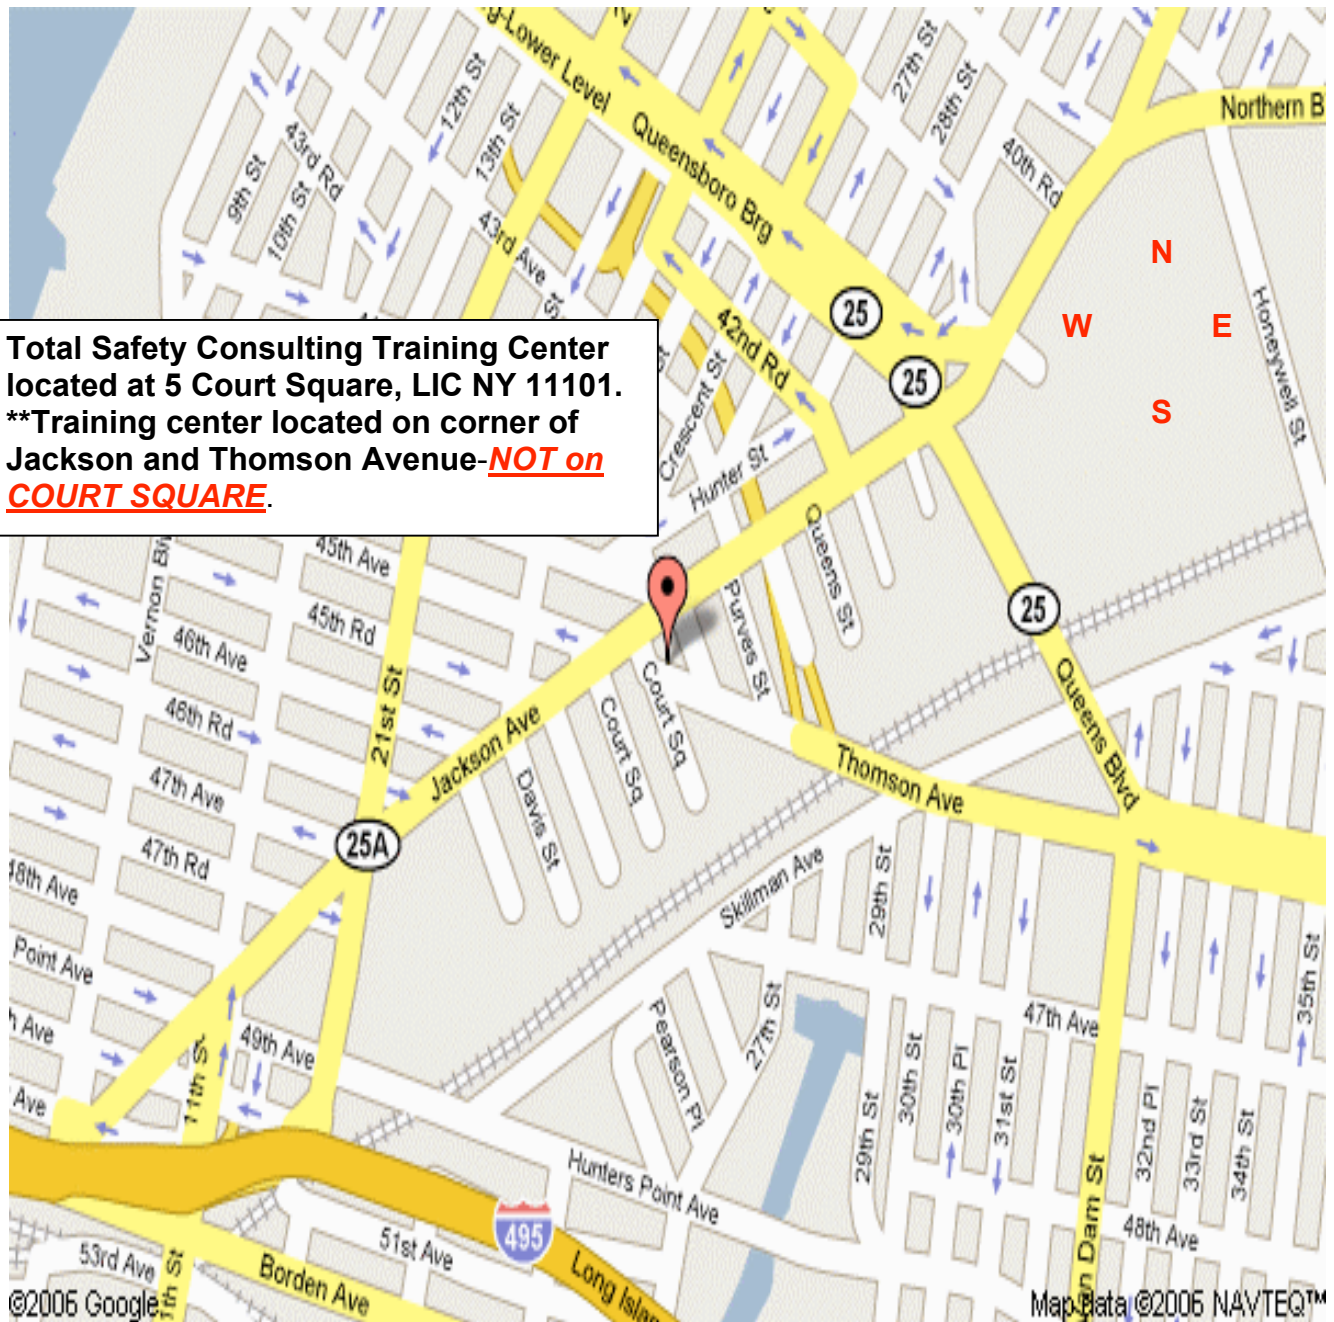 g-Lower Level
Queensboro Brg
Northern B
27th St
28th St
40th Rd
12th St
13th St
43rd Rd
9th St
10th St
43rd Ave
N
W
E
S
25
25
42nd Rd
Honeywell St
Crescent St
Hunter St
Total Safety Consulting Training Center
located at 5 Court Square, LIC NY 11101.
**Training center located on corner of
Jackson and Thomson Avenue-NOT on
COURT SQUARE.
Queens St
45th Ave
Purves St
25
45th Rd
46th Ave
Court Sq
Court Sq
46th Rd
21st St
Jackson Ave
Queens Blvd
47th Ave
Davis St
Thomson Ave
25A
47th Rd
48th Ave
Skillman Ave
29th St
Point Ave
35th St
Pearson Pl
27th St
47th Ave
49th Ave
11th St
30th St
30th Pl
31st St
29th St
32nd Pl
33rd St
34th St
Ave
Hunters Point Ave
48th Ave
495
51st Ave
53rd Ave
Borden Ave
Long Islan
Dam St
©2006 Google
Map data ©2006 NAVTEQ™